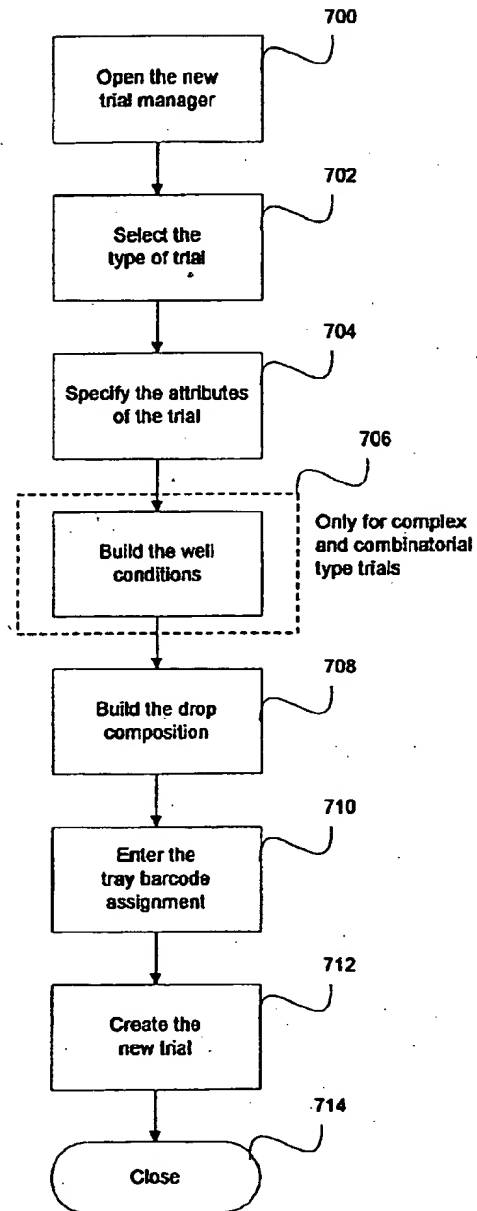 700
Open the new
trial manager
702
Select the
type of trial
704
Specify the attributes
of the trial
706
Only for complex
and combinatorial
type trials
Build the well
conditions
708
Build the drop
composition
710
Enter the
tray barcode
assignment
712
Create the
new trial
714
Close